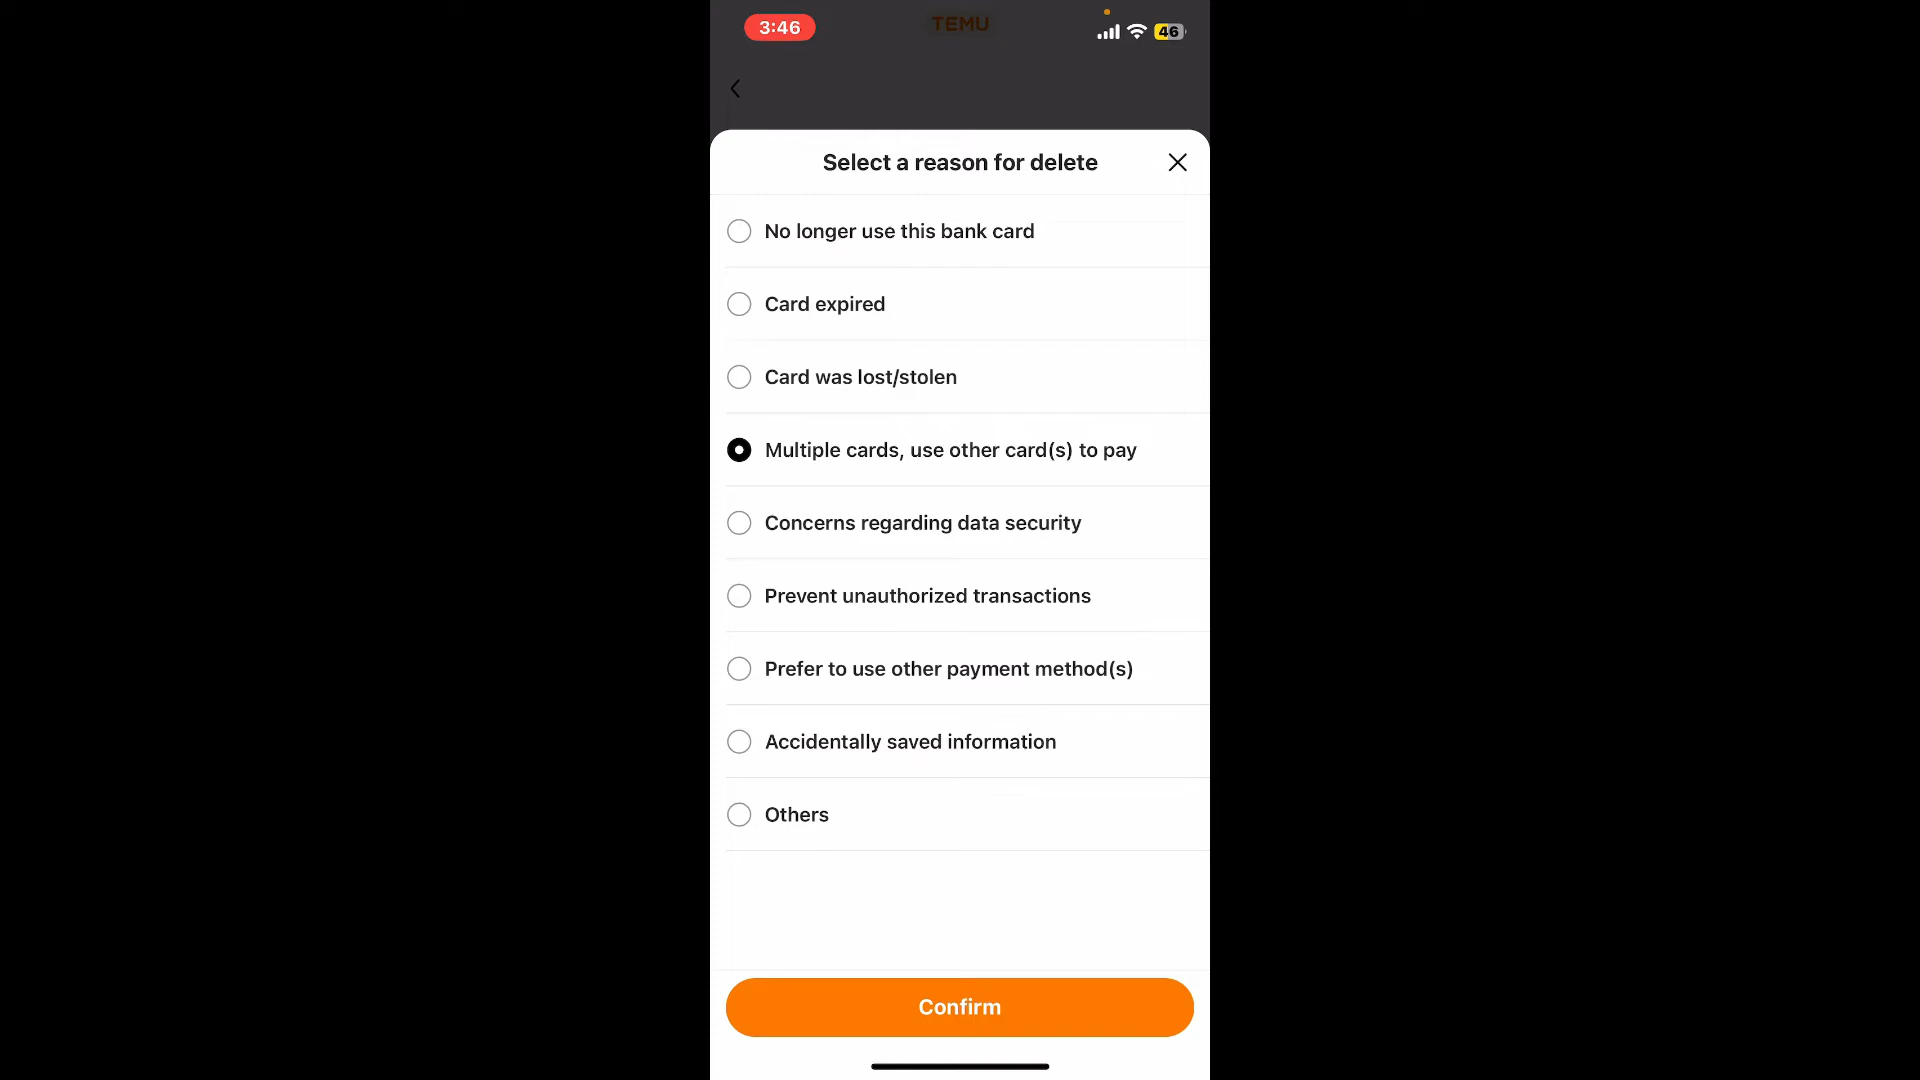 3:46
TEMU
46
Select a reason for delete
No longer use this bank card
Card expired
Card was lost/stolen
Multiple cards, use other card(s) to pay
Concerns regarding data security
Prevent unauthorized transactions
Prefer to use other payment method(s)
Accidentally saved information
Others
Confirm